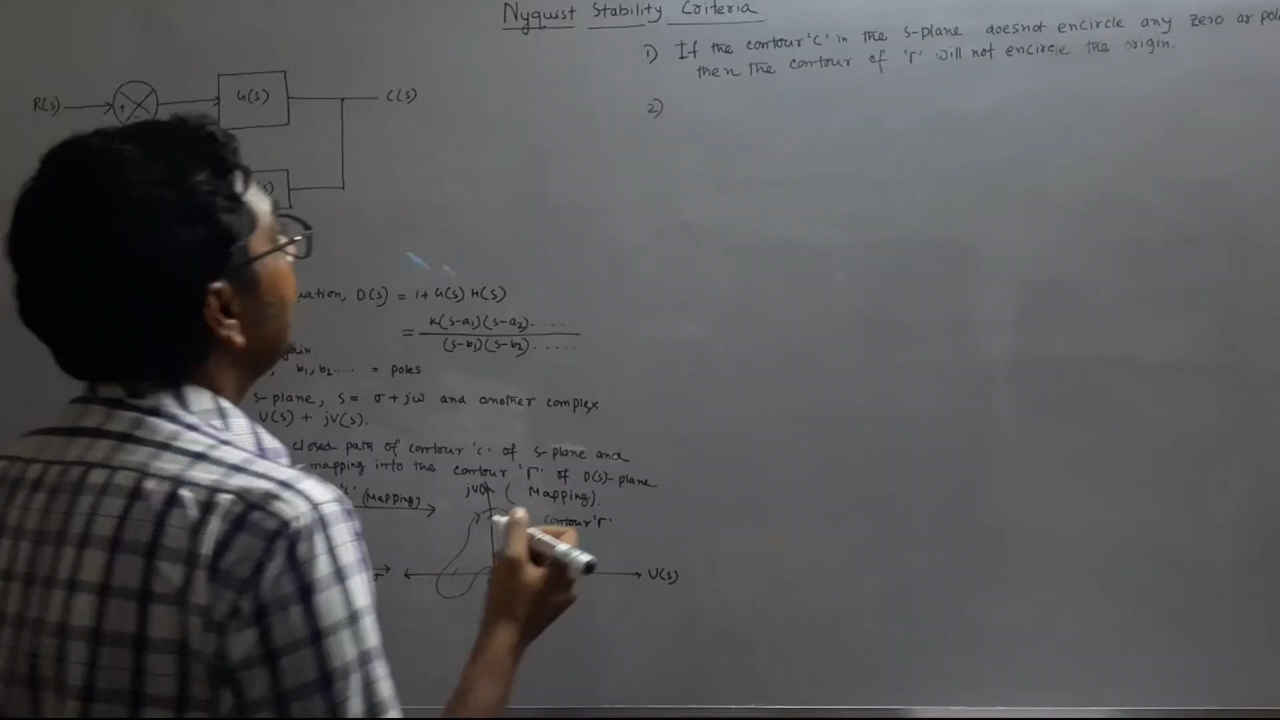 Nyquist Stability Criteria
1) If the contour 'C' in the s-plane doesnot encircle any zero or pole
then the contour of 'Γ' will not encircle the origin.
2)
R(s)
+
-
G(s)
C(s)
D(s) = 1 + G(s) H(s)
= K(s-a1)(s-a2).....
(s-b1)(s-b2).....
gain.
b1, b2.... = poles
s-plane, s = σ + jω and another complex
U(s) + jV(s).
closed path of contour 'c' of s-plane and
mapping into the contour 'Γ' of D(s)-plane
(Mapping)
jV(s)
(Mapping).
contour 'Γ'
U(s)